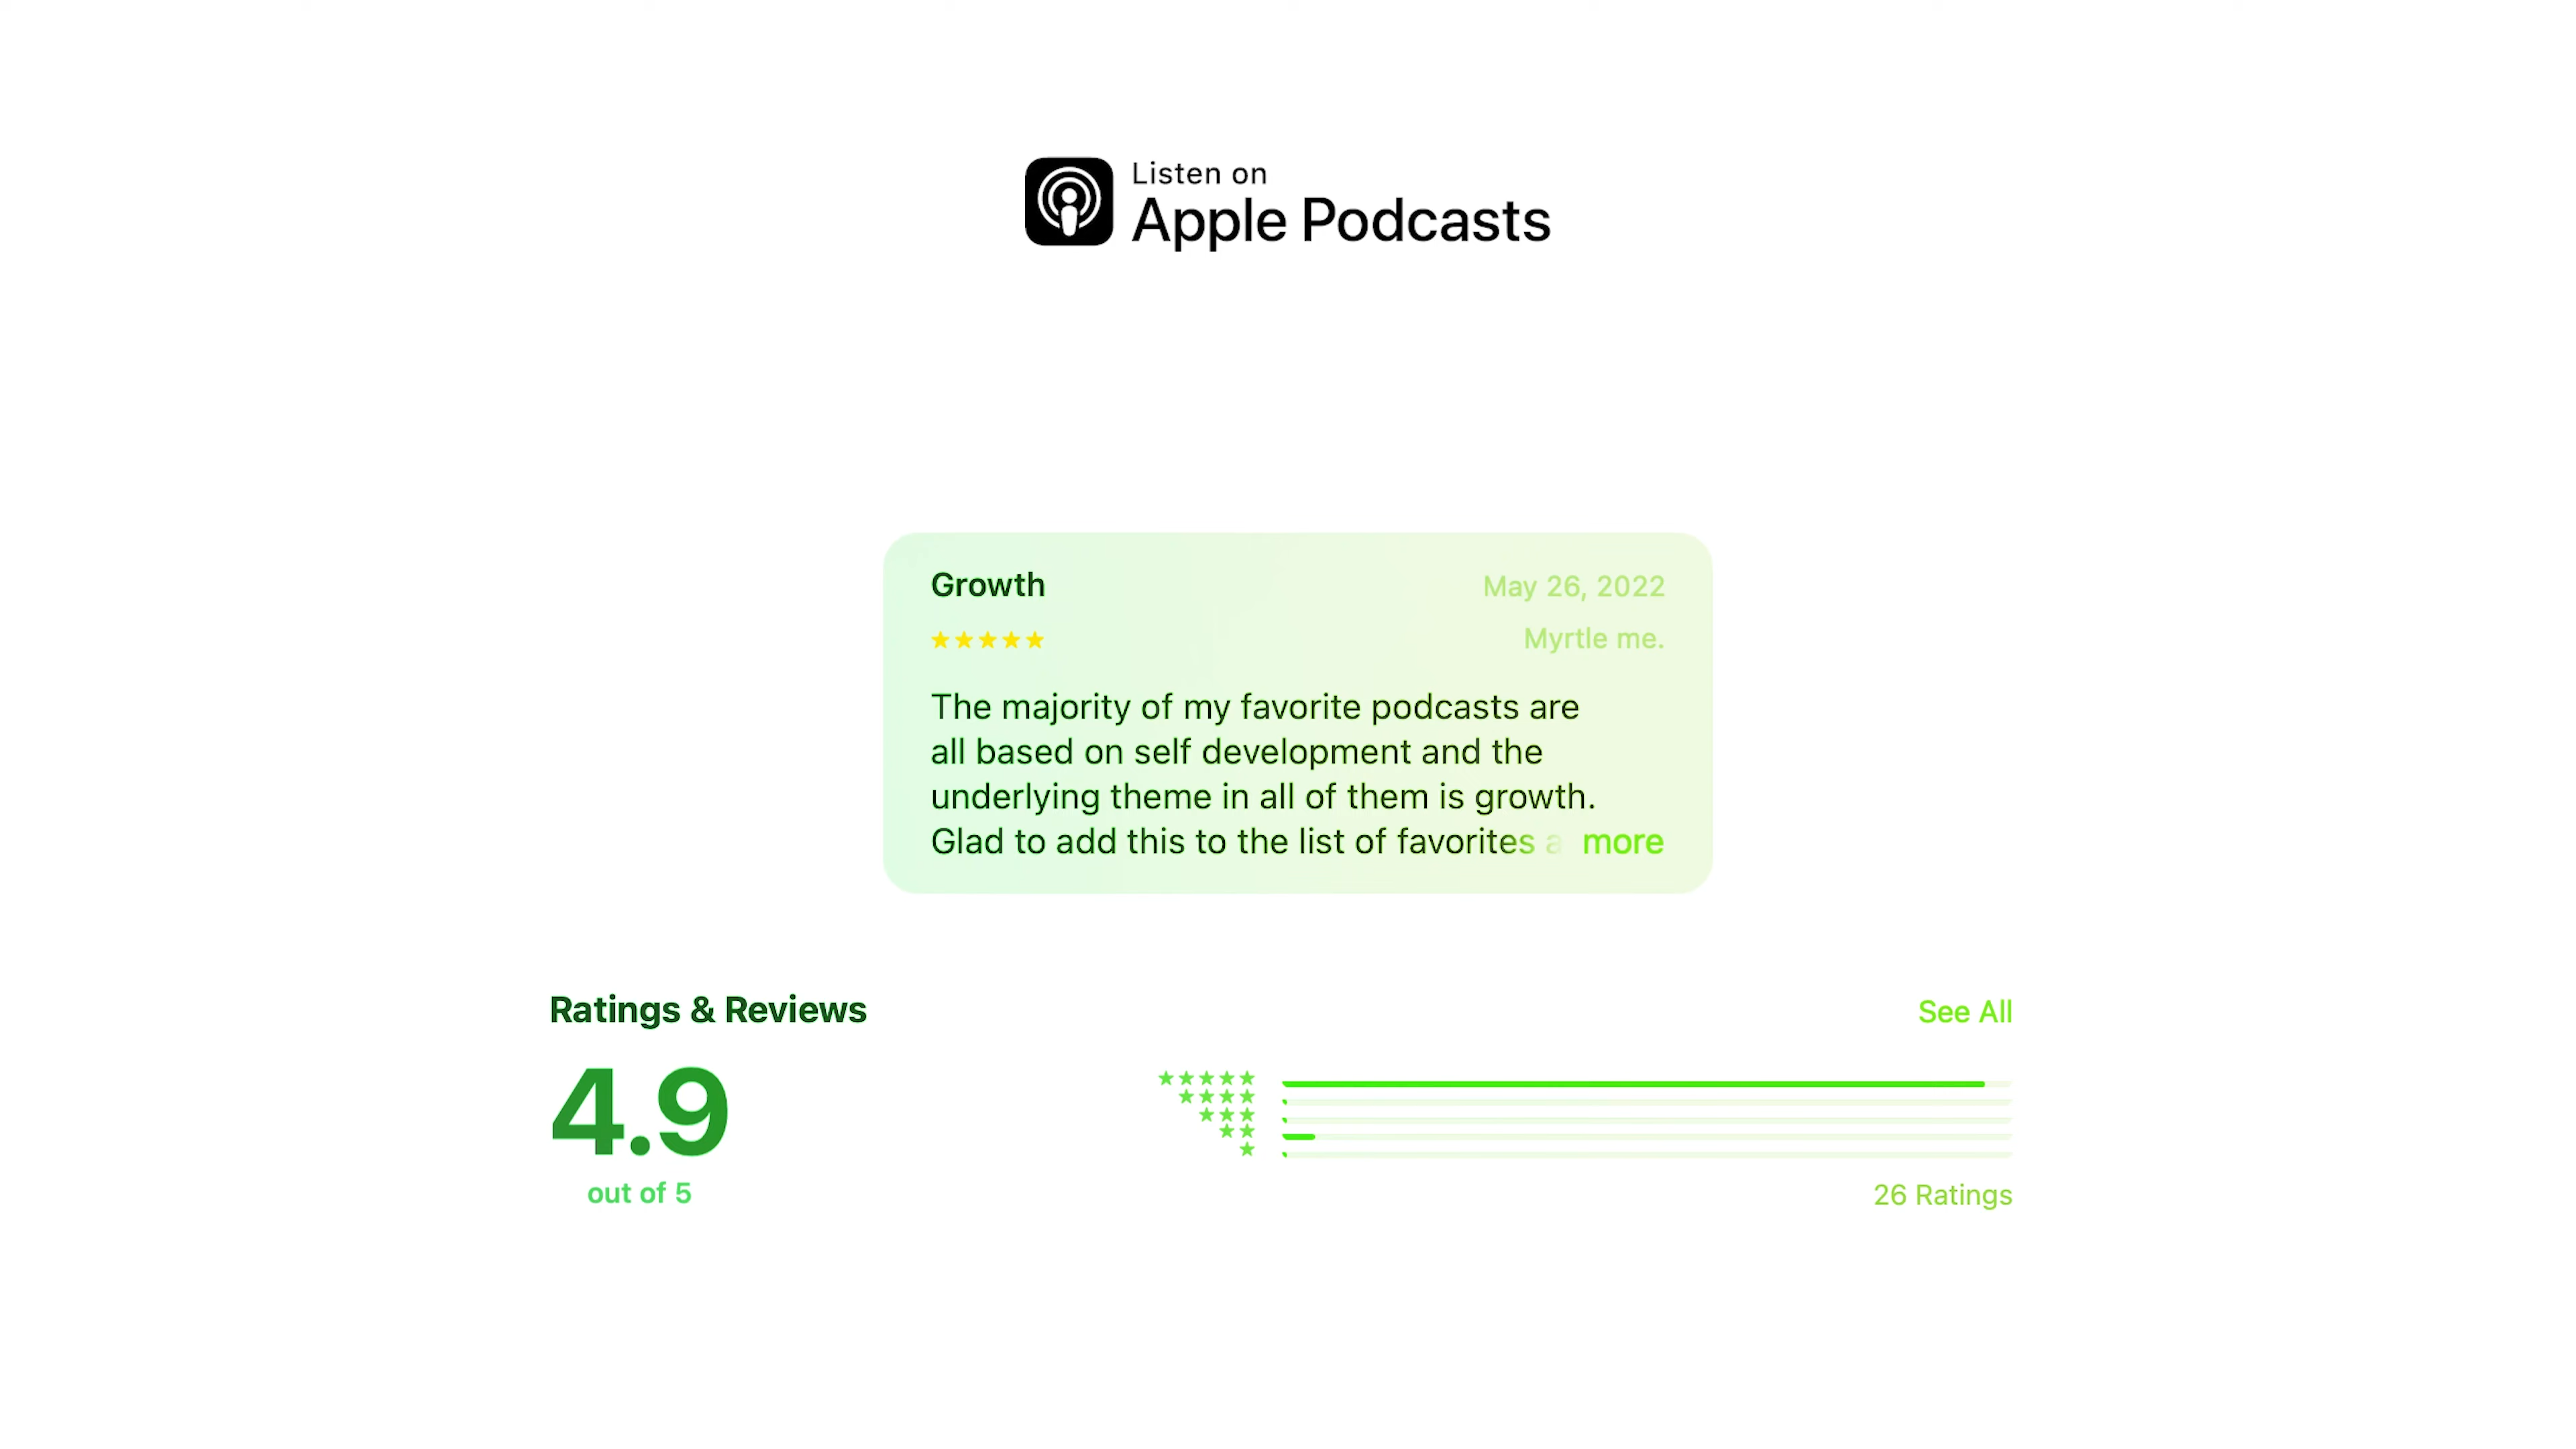 Listen on
Apple Podcasts
Growth
May 26, 2022
Myrtle me.
The majority of my favorite podcasts are
all based on self development and the
underlying theme in all of them is growth.
Glad to add this to the list of favorites a more
Ratings & Reviews
See All
4.9
out of 5
26 Ratings